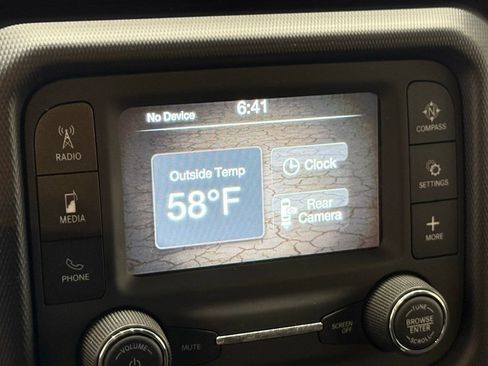 No Device
6:41
Outside Temp
58°F
Clock
Rear
Camera
RADIO
MEDIA
PHONE
N
COMPASS
SETTINGS
MORE
VOLUME
MUTE
SCREEN
OFF
TUNE
BROWSE
ENTER
SCROLL